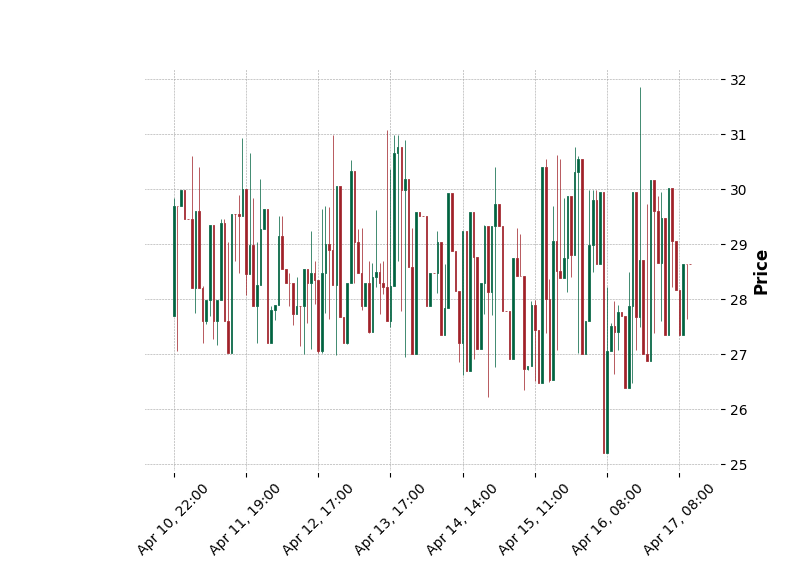 32
31
30
29
28
27
26
25
Price
Apr 10, 22:00
Apr 11, 19:00
Apr 12, 17:00
Apr 13, 17:00
Apr 14, 14:00
Apr 15, 11:00
Apr 16, 08:00
Apr 17, 08:00